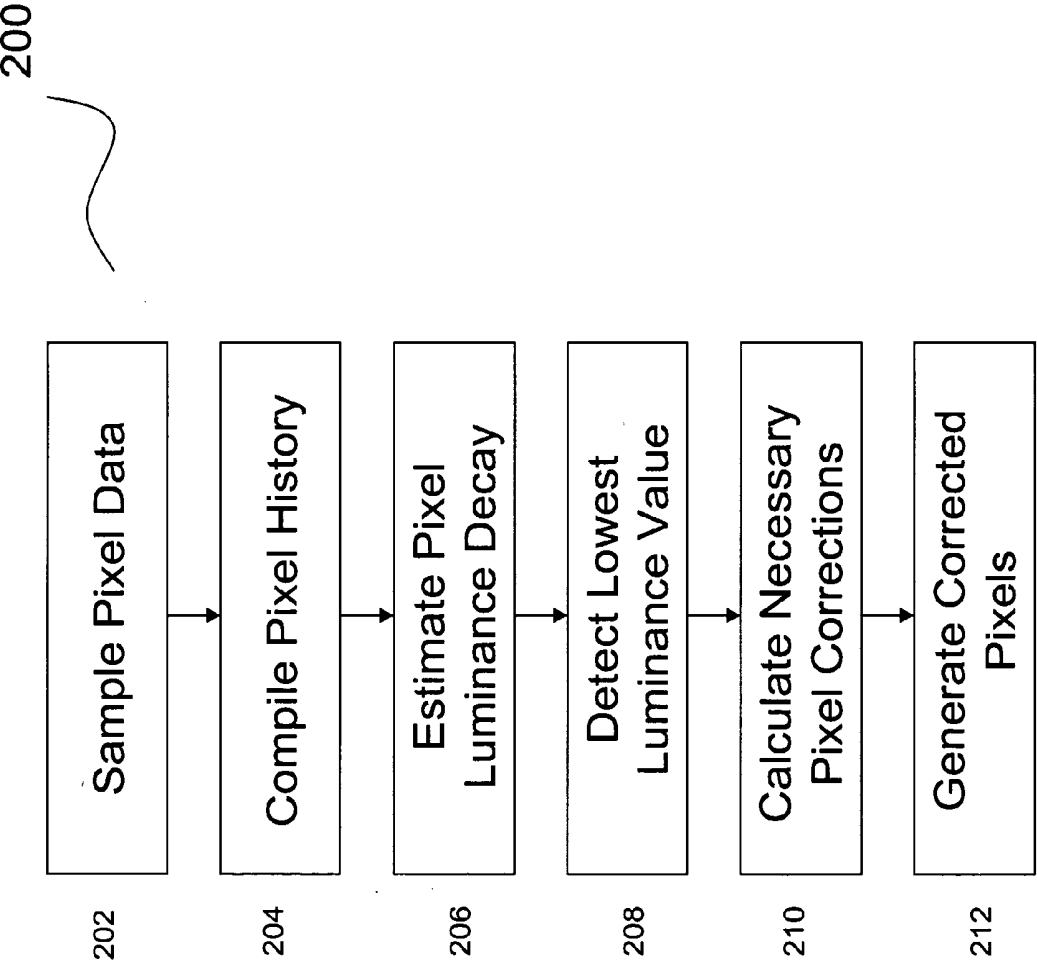 200
202
Sample Pixel Data
204
Compile Pixel History
206
Estimate Pixel
Luminance Decay
208
Detect Lowest
Luminance Value
210
Calculate Necessary
Pixel Corrections
212
Generate Corrected
Pixels